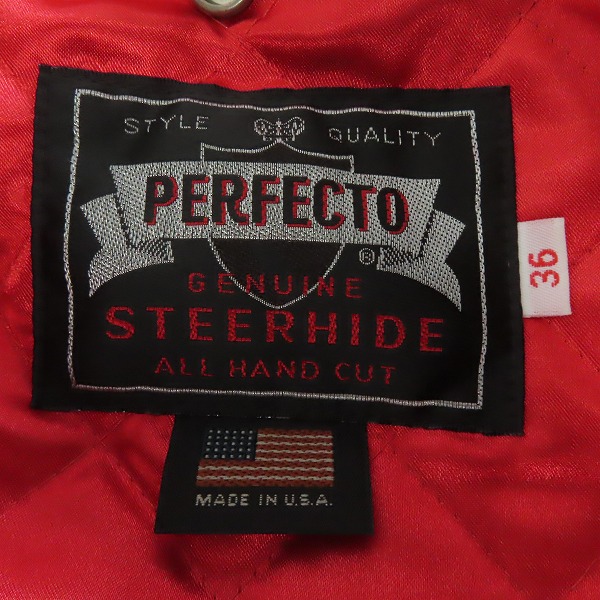 STYLE QUALITY
PERFECTO
®
GENUINE
STEERHIDE
ALL HAND CUT
36
MADE IN U.S.A.